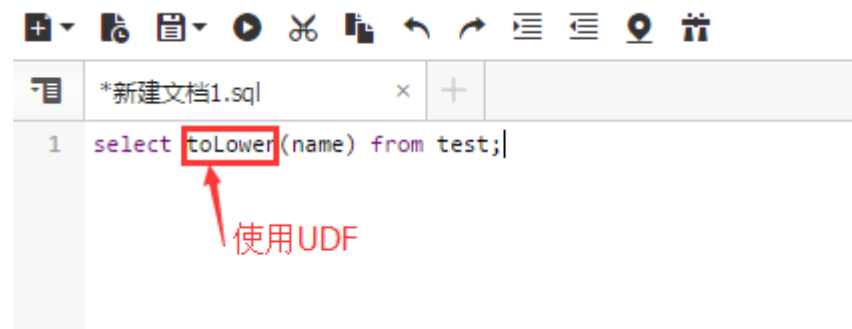 *新建文档1.sql
1 select toLower(name) from test;
使用UDF